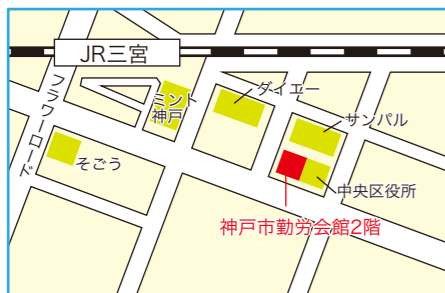 JR三宮
フラワーロード
ミント
神戸
ダイエー
サンパル
そごう
中央区役所
神戸市勤労会館2階